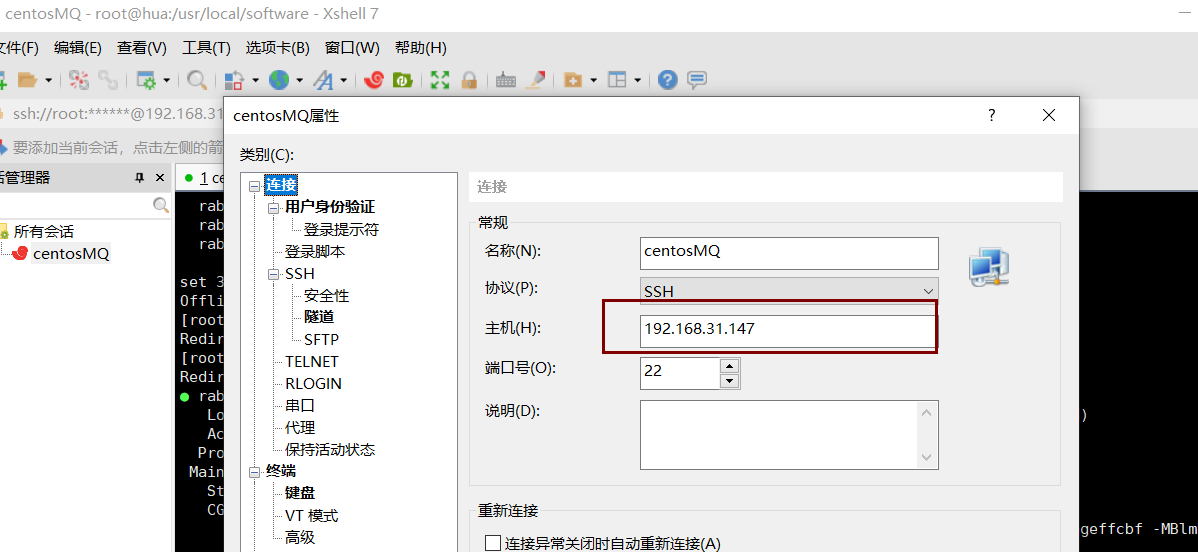 centosMQ - root@hua:/usr/local/software - Xshell 7
文件(F) 编辑(E) 查看(V) 工具(T) 选项卡(B) 窗口(W) 帮助(H)
ssh://root:******@192.168.31
要添加当前会话，点击左侧的箭
centosMQ属性
?
类别(C):
话管理器
1 ce
所有会话
centosMQ
rab
rab
rab
set 3
Offli
[root
Redir
[root
Redir
rab
Lo
Ac
Pro
Main
St
CG
连接
用户身份验证
登录提示符
登录脚本
SSH
安全性
隧道
SFTP
TELNET
RLOGIN
串口
代理
保持活动状态
终端
键盘
VT 模式
高级
连接
常规
名称(N): centosMQ
协议(P): SSH
主机(H): 192.168.31.147
端口号(O): 22
说明(D):
重新连接
连接异常关闭时自动重新连接(A)
)
geffcbf -MBlm